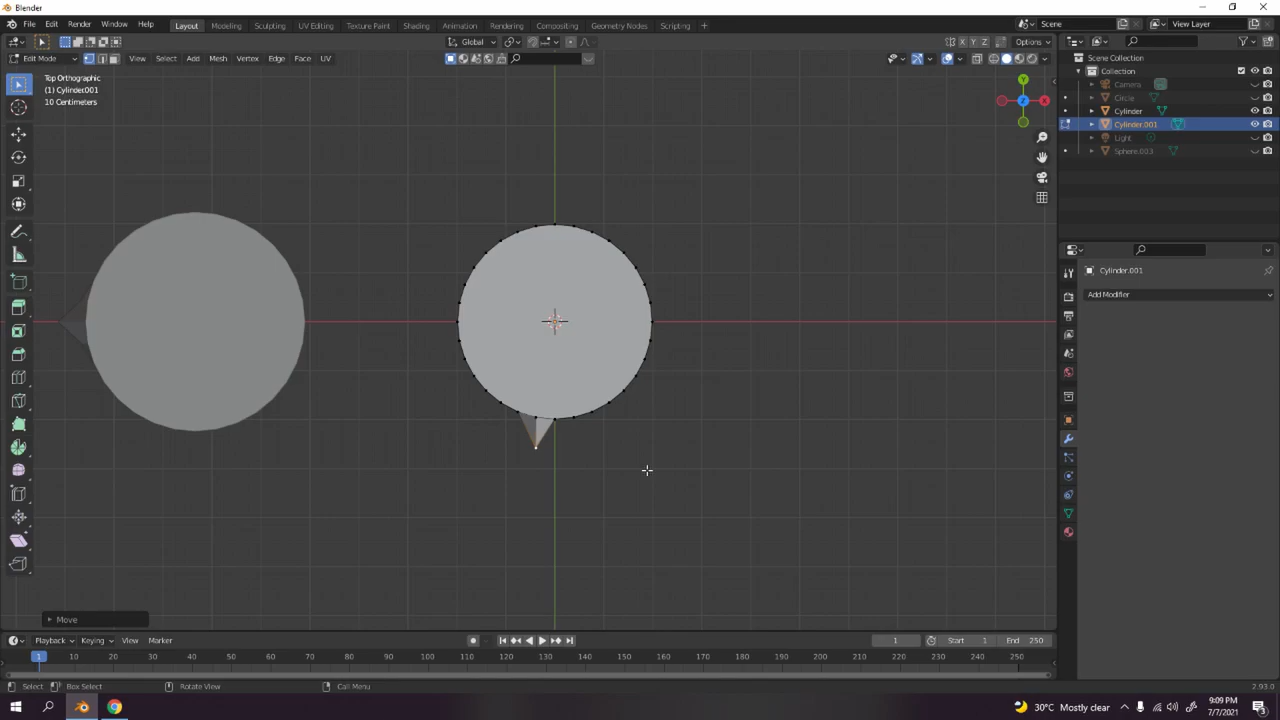 Blender
File Edit Render Window Help Layout Modeling Sculpting UV Editing Texture Paint Shading Animation Rendering Compositing Geometry Nodes Scripting + Scene View Layer
Global X Y Z Options
Edit Mode View Select Add Mesh Vertex Edge Face UV
Top Orthographic
(1) Cylinder.001
10 Centimeters
Y
Z X
Scene Collection
Collection
Camera
Circle
Cylinder
Cylinder.001
Light
Sphere.003
Cylinder.001
Add Modifier
Move
Playback Keying View Marker 1 Start 1 End 250
1 10 20 30 40 50 60 70 80 90 100 110 120 130 140 150 160 170 180 190 200 210 220 230 240 250
Select Box Select Rotate View Call Menu 2.93.0
30°C Mostly clear 9:09 PM
7/7/2021
3